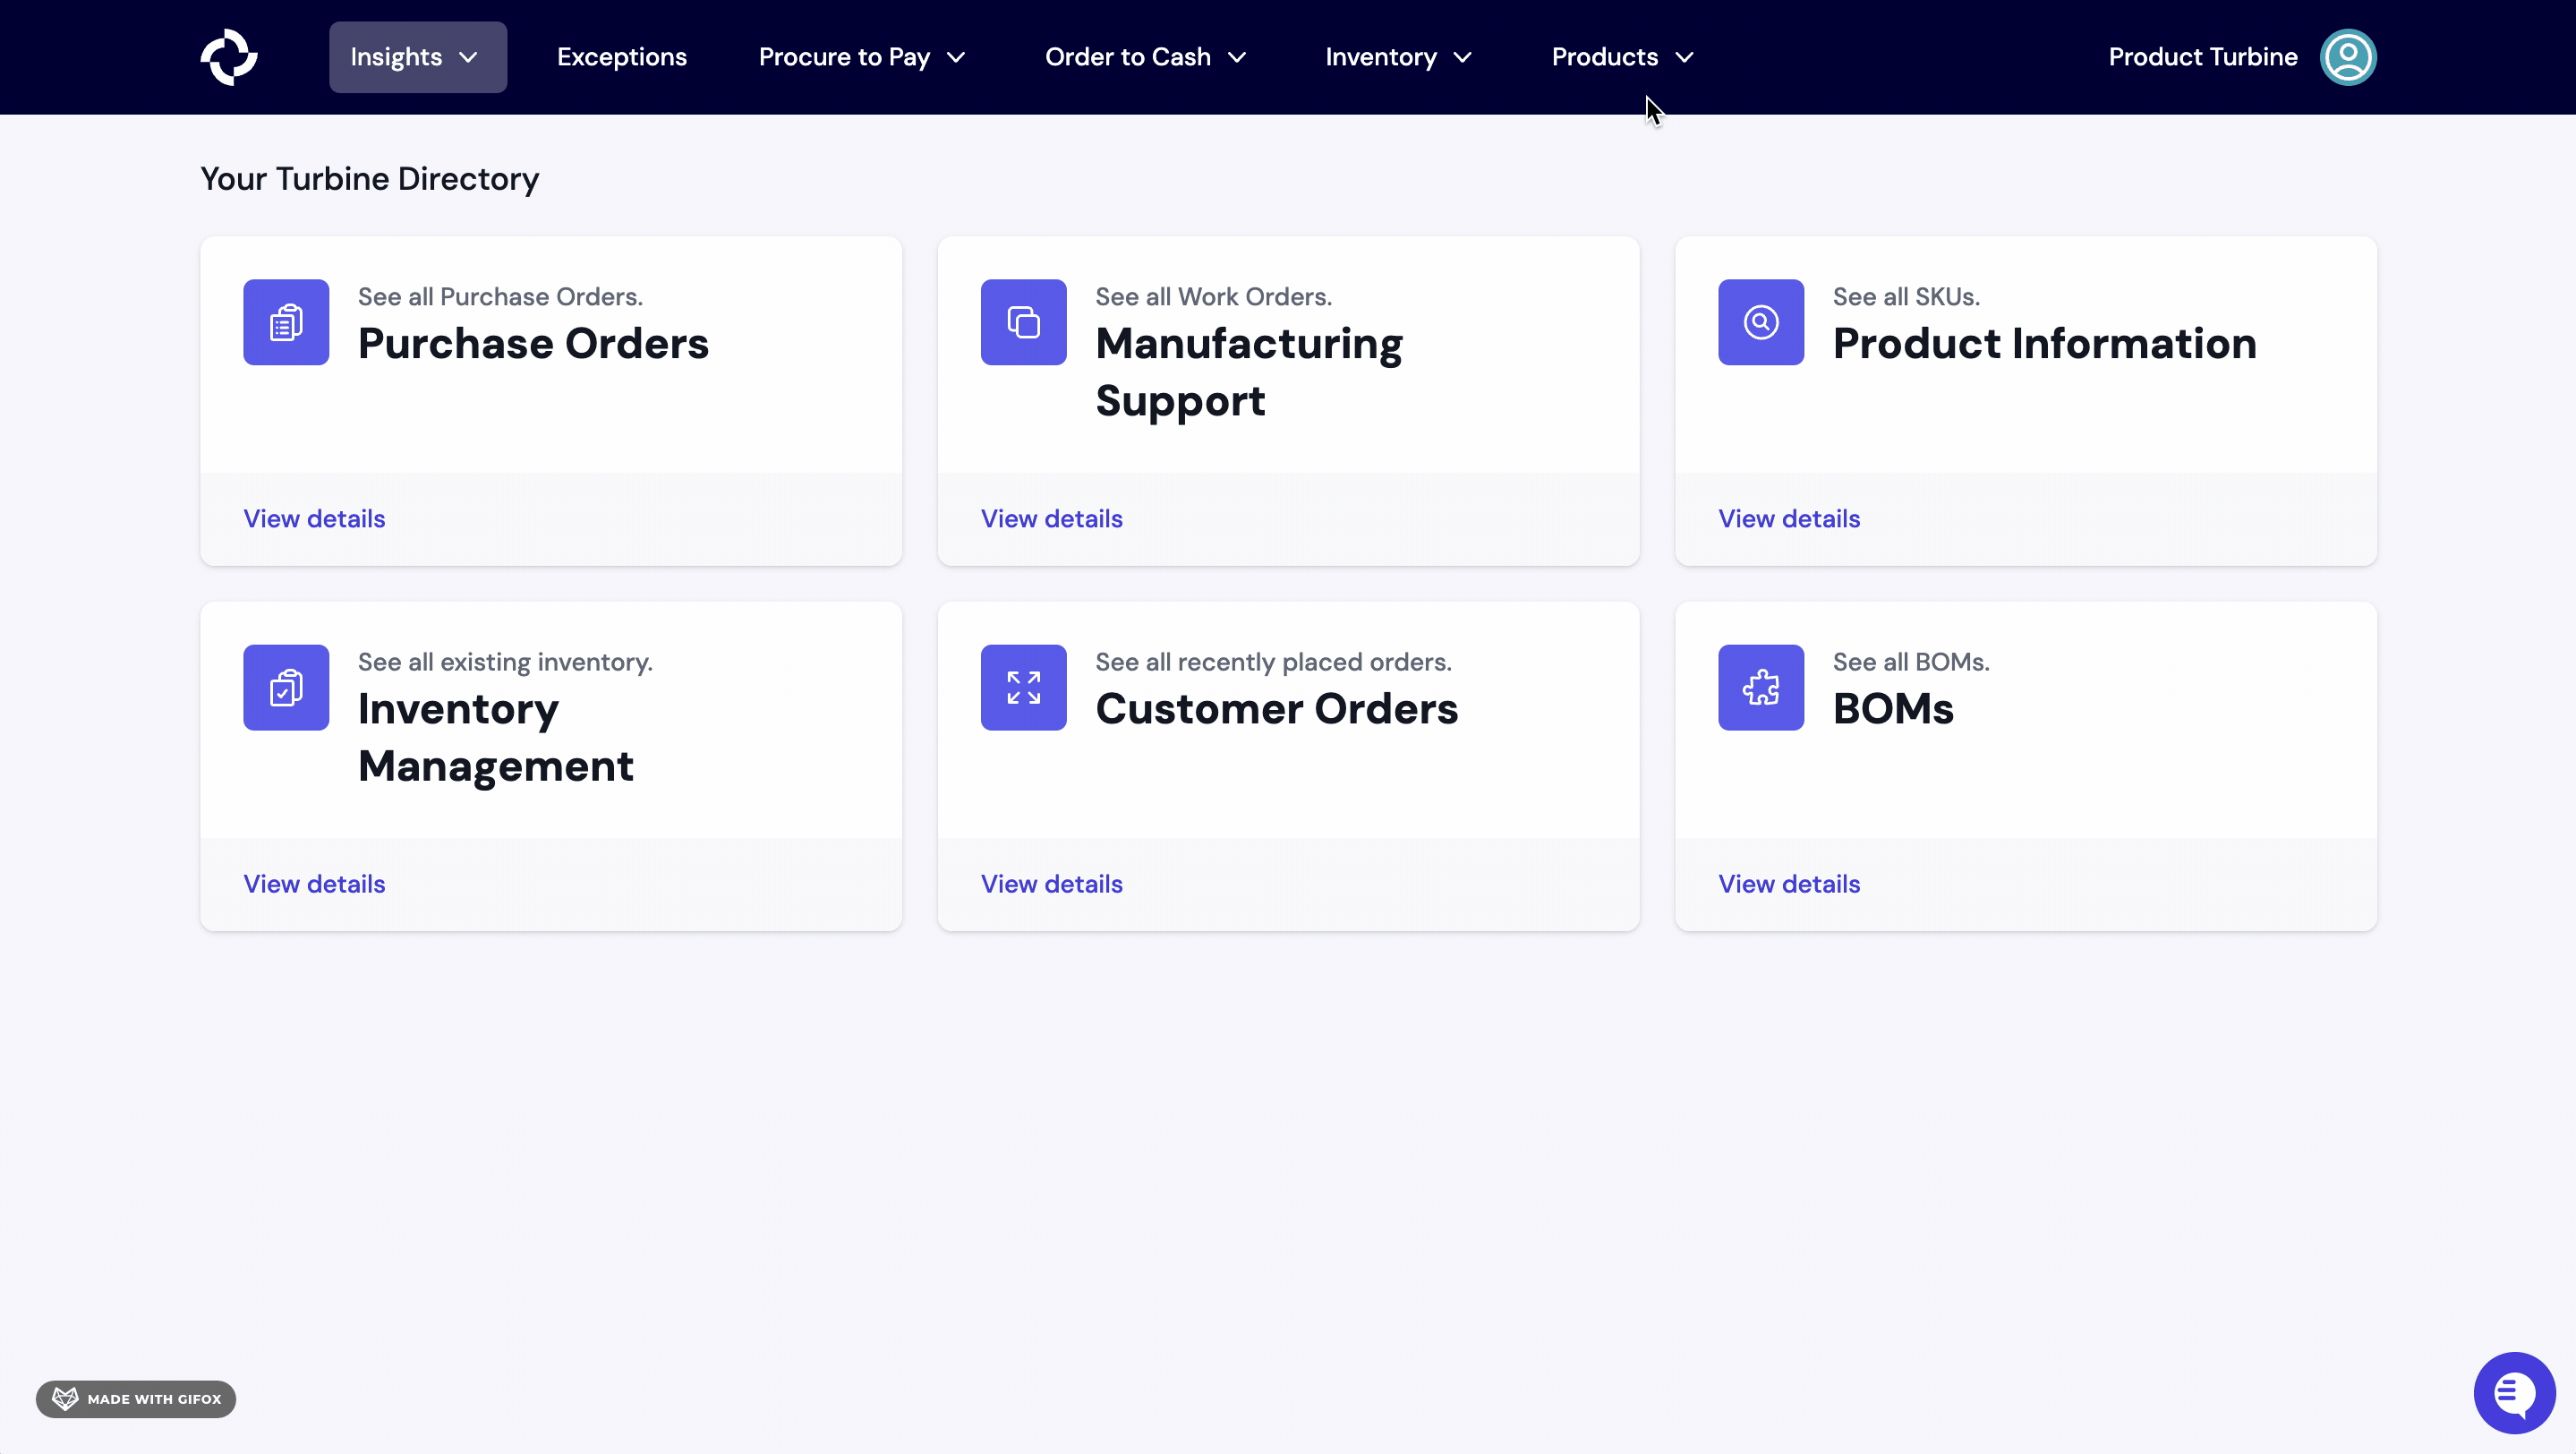 Insights
Exceptions
Procure to Pay
Order to Cash
Inventory
Products
Product Turbine
Your Turbine Directory
See all Purchase Orders.
Purchase Orders
View details
See all Work Orders.
Manufacturing
Support
View details
See all SKUs.
Product Information
View details
See all existing inventory.
Inventory
Management
View details
See all recently placed orders.
Customer Orders
View details
See all BOMs.
BOMs
View details
MADE WITH GIFOX